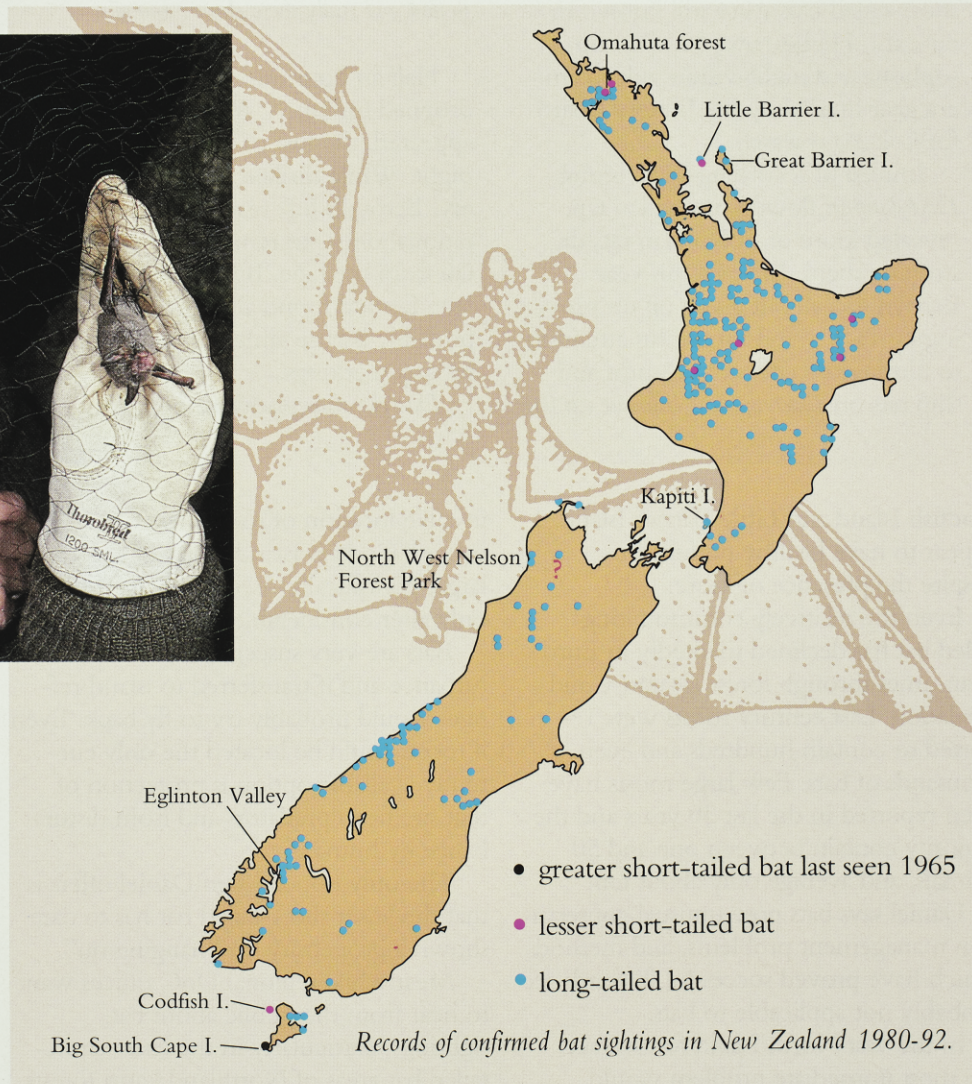 Omahuta forest
Little Barrier I.
Great Barrier I.
Kapiti I.
Thorobred
1200 SML
North West Nelson
Forest Park
?
Eglinton Valley
greater short-tailed bat last seen 1965
lesser short-tailed bat
long-tailed bat
Codfish I.
Big South Cape I.
Records of confirmed bat sightings in New Zealand 1980-92.